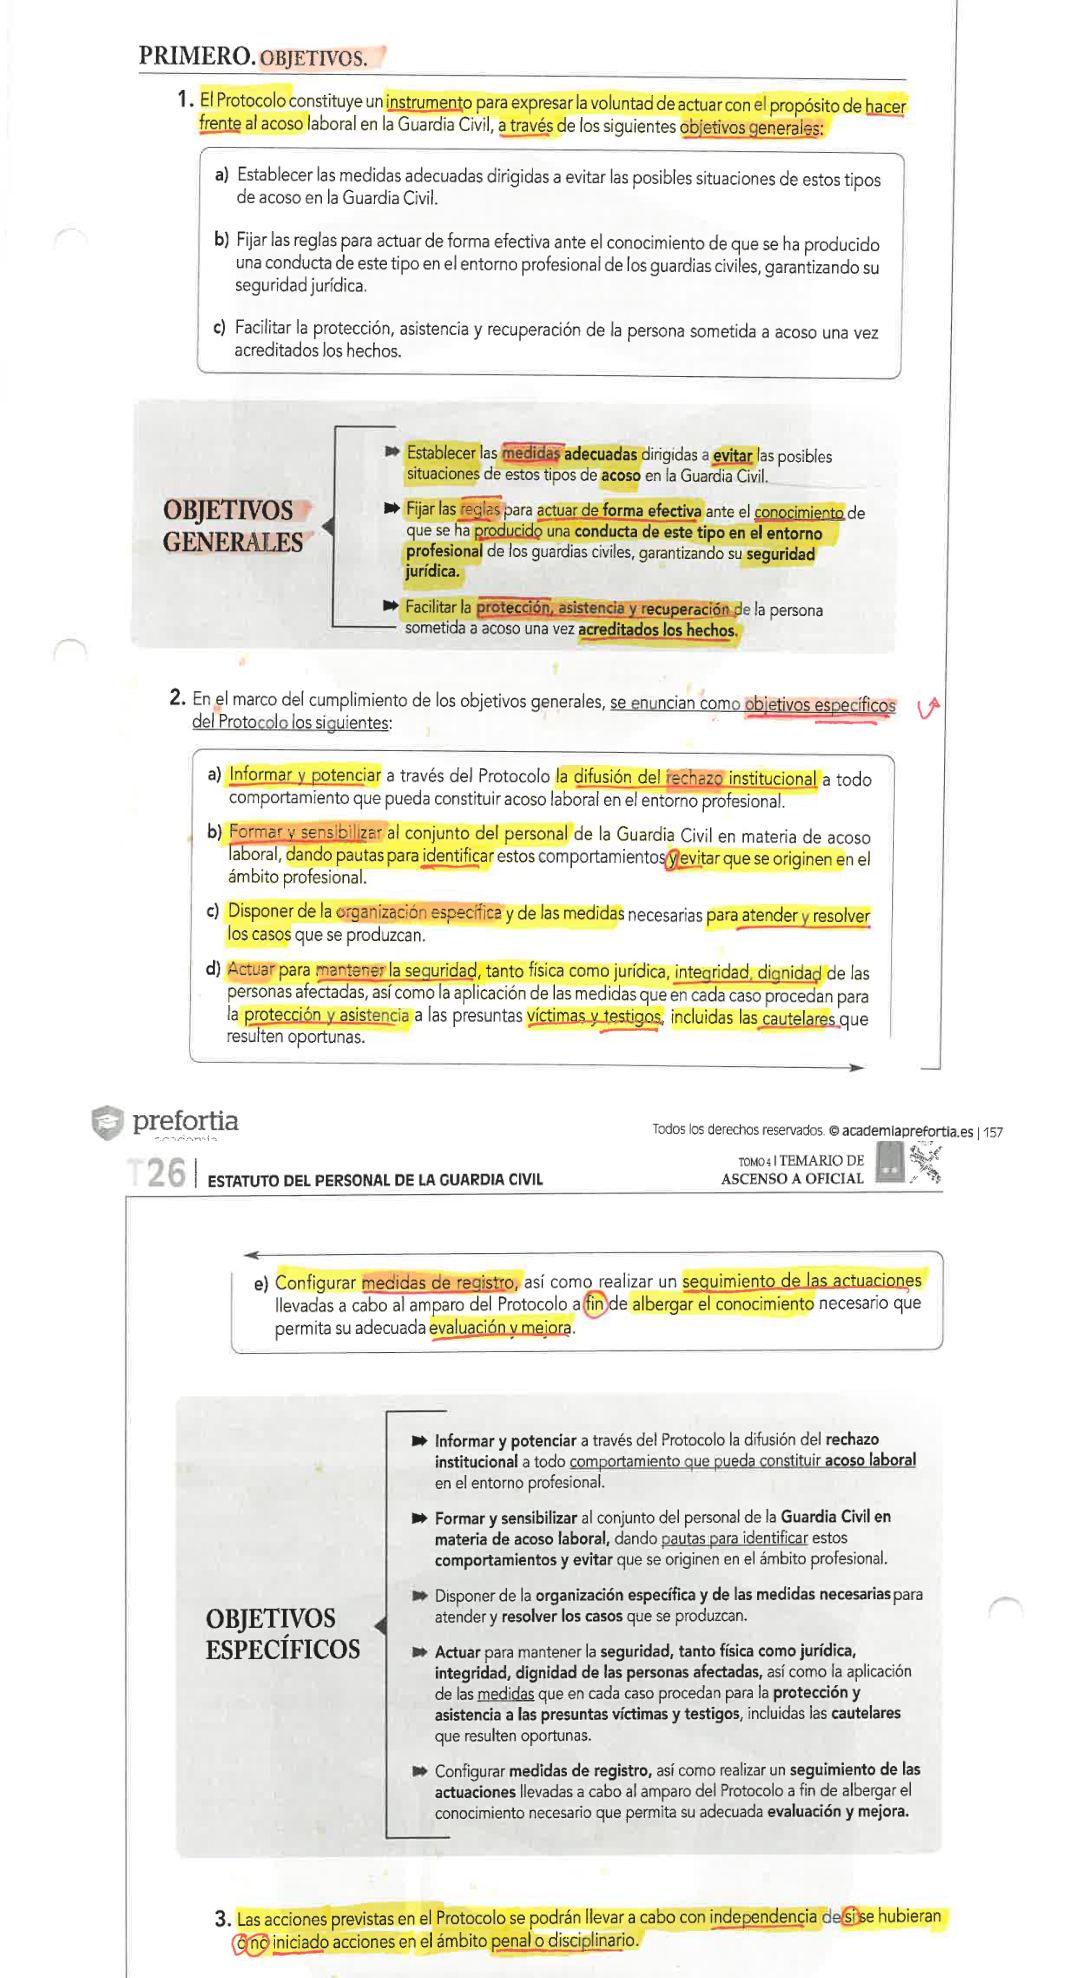 PRIMERO. OBJETIVOS.
1. El Protocolo constituye un instrumento para expresar la voluntad de actuar con el propósito de hacer
frente al acoso laboral en la Guardia Civil, a través de los siguientes objetivos generales:
a) Establecer las medidas adecuadas dirigidas a evitar las posibles situaciones de estos tipos
de acoso en la Guardia Civil.
b) Fijar las reglas para actuar de forma efectiva ante el conocimiento de que se ha producido
una conducta de este tipo en el entorno profesional de los guardias civiles, garantizando su
seguridad jurídica.
c) Facilitar la protección, asistencia y recuperación de la persona sometida a acoso una vez
acreditados los hechos.
OBJETIVOS
GENERALES
Establecer las medidas adecuadas dirigidas a evitar las posibles
situaciones de estos tipos de acoso en la Guardia Civil.
Fijar las reglas para actuar de forma efectiva ante el conocimiento de
que se ha producido una conducta de este tipo en el entorno
profesional de los guardias civiles, garantizando su seguridad
jurídica.
Facilitar la protección, asistencia y recuperación de la persona
sometida a acoso una vez acreditados los hechos.
2. En el marco del cumplimiento de los objetivos generales, se enuncian como objetivos específicos
del Protocolo los siguientes:
a) Informar y potenciar a través del Protocolo la difusión del rechazo institucional a todo
comportamiento que pueda constituir acoso laboral en el entorno profesional.
b) Formar y sensibilizar al conjunto del personal de la Guardia Civil en materia de acoso
laboral, dando pautas para identificar estos comportamientos y evitar que se originen en el
ámbito profesional.
c) Disponer de la organización específica y de las medidas necesarias para atender y resolver
los casos que se produzcan.
d) Actuar para mantener la seguridad, tanto física como jurídica, integridad, dignidad de las
personas afectadas, así como la aplicación de las medidas que en cada caso procedan para
la protección y asistencia a las presuntas víctimas y testigos, incluidas las cautelares que
resulten oportunas.
prefortia
Todos los derechos reservados. © academiaprefortia.es | 157
T26 | ESTATUTO DEL PERSONAL DE LA GUARDIA CIVIL
TOMO 4 | TEMARIO DE
ASCENSO A OFICIAL
e) Configurar medidas de registro, así como realizar un seguimiento de las actuaciones
llevadas a cabo al amparo del Protocolo a fin de albergar el conocimiento necesario que
permita su adecuada evaluación y mejora.
OBJETIVOS
ESPECÍFICOS
Informar y potenciar a través del Protocolo la difusión del rechazo
institucional a todo comportamiento que pueda constituir acoso laboral
en el entorno profesional.
Formar y sensibilizar al conjunto del personal de la Guardia Civil en
materia de acoso laboral, dando pautas para identificar estos
comportamientos y evitar que se originen en el ámbito profesional.
Disponer de la organización específica y de las medidas necesarias para
atender y resolver los casos que se produzcan.
Actuar para mantener la seguridad, tanto física como jurídica,
integridad, dignidad de las personas afectadas, así como la aplicación
de las medidas que en cada caso procedan para la protección y
asistencia a las presuntas víctimas y testigos, incluidas las cautelares
que resulten oportunas.
Configurar medidas de registro, así como realizar un seguimiento de las
actuaciones llevadas a cabo al amparo del Protocolo a fin de albergar el
conocimiento necesario que permita su adecuada evaluación y mejora.
3. Las acciones previstas en el Protocolo se podrán llevar a cabo con independencia de si se hubieran
o no iniciado acciones en el ámbito penal o disciplinario.